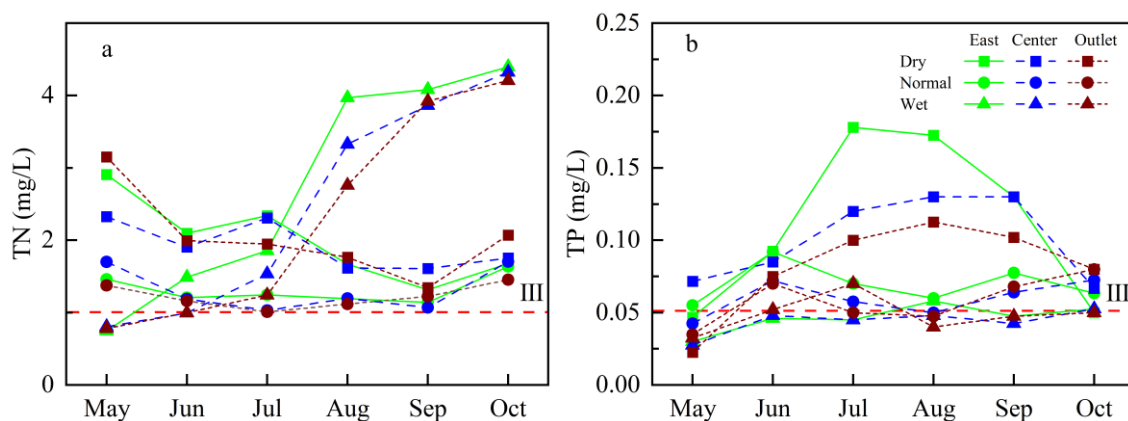 a
TN (mg/L)
4
2
0
III
May Jun Jul Aug Sep Oct
b
East Center Outlet
Dry
Normal
Wet
TP (mg/L)
0.25
0.20
0.15
0.10
0.05
0.00
III
May Jun Jul Aug Sep Oct